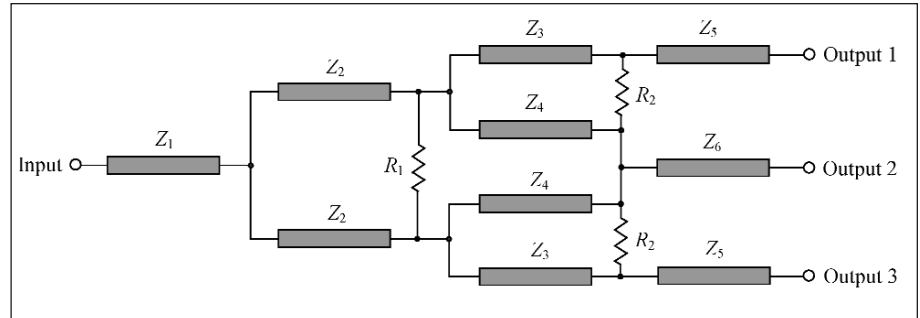 Z3
Z5
Output 1
Z2
R2
Z4
Z1
Input
R1
Z6
Output 2
Z4
Z2
R2
Z3
Z5
Output 3